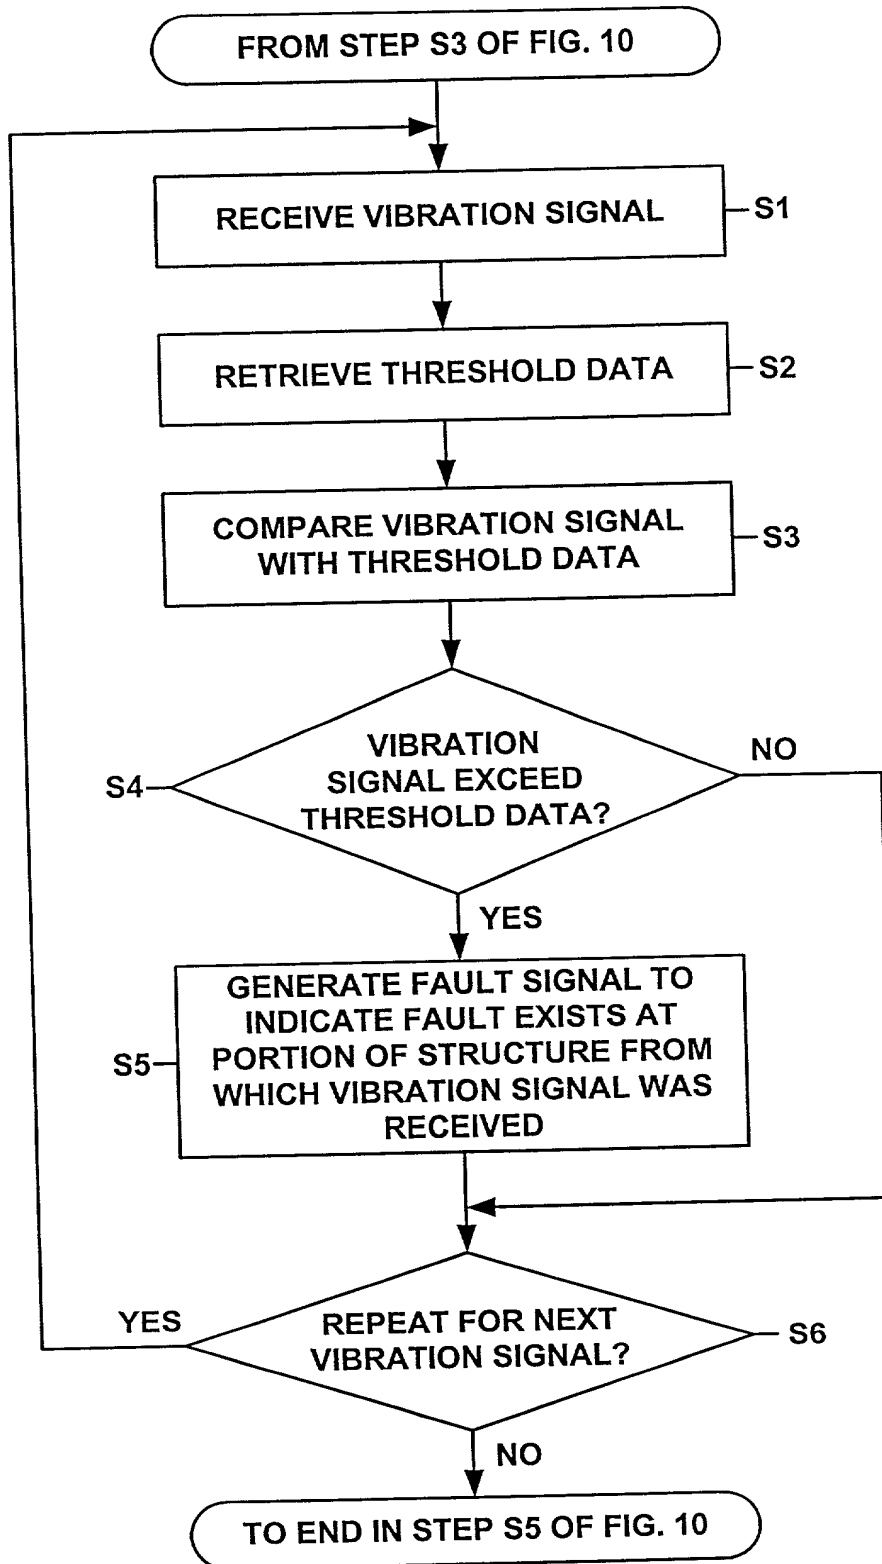 FROM STEP S3 OF FIG. 10
RECEIVE VIBRATION SIGNAL
S1
RETRIEVE THRESHOLD DATA
S2
COMPARE VIBRATION SIGNAL
WITH THRESHOLD DATA
S3
VIBRATION
SIGNAL EXCEED
THRESHOLD DATA?
S4
NO
YES
GENERATE FAULT SIGNAL TO
INDICATE FAULT EXISTS AT
PORTION OF STRUCTURE FROM
WHICH VIBRATION SIGNAL WAS
RECEIVED
S5
YES
REPEAT FOR NEXT
VIBRATION SIGNAL?
S6
NO
TO END IN STEP S5 OF FIG. 10